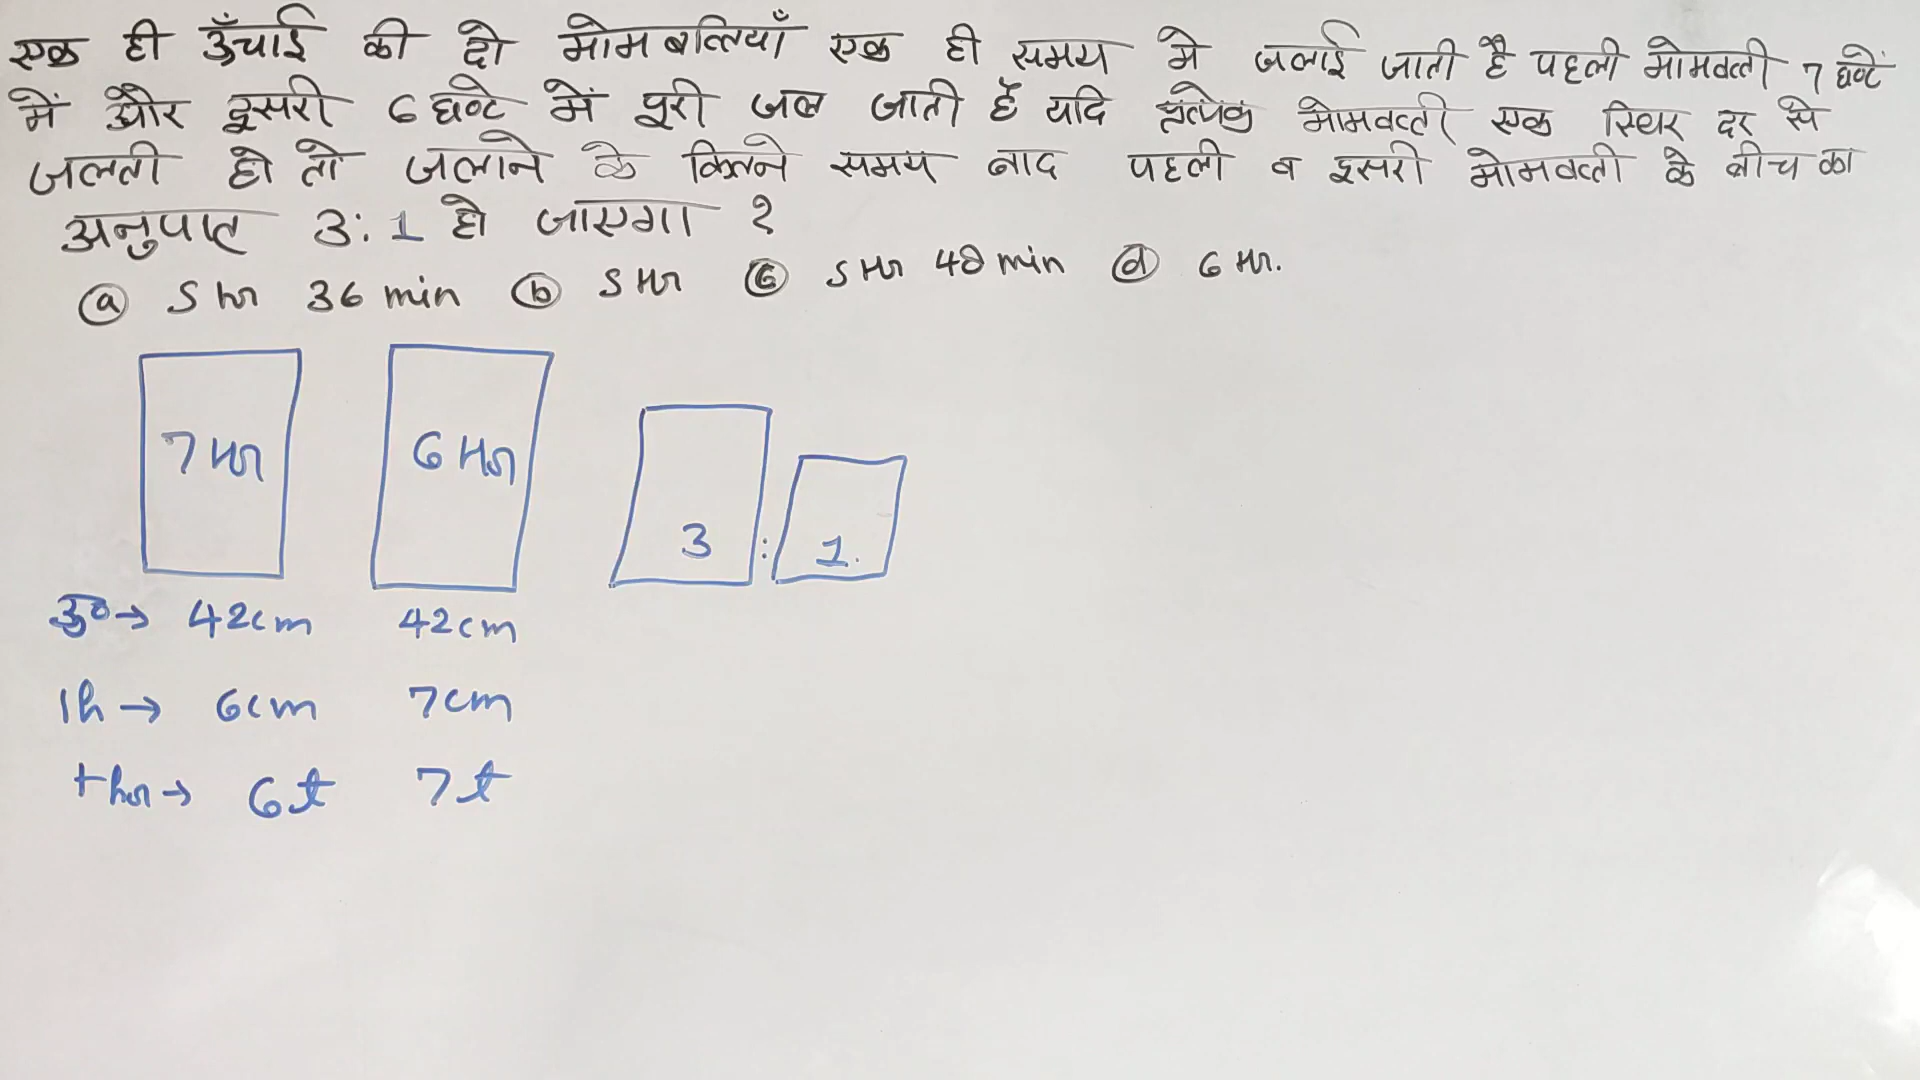 एक ही ऊँचाई की दो मोमबत्तियाँ एक ही समय मे जलाई जाती है पहली मोमबत्ती 7 घण्टे
में और दूसरी 6 घण्टे में पूरी जल जाती है यदि प्रत्येक मोमबत्ती एक स्थिर दर से
जलती हो तो जलाने के कितने समय बाद पहली व दूसरी मोमबत्ती के बीच का
अनुपात 3:1 हो जाएगा ?
(a) 5 hr 36 min (b) 5 Hr (c) 5 Hr 48 min (d) 6 Hr.
7 Hr 6 Hr
3 : 1.
ऊ० → 42cm 42cm
1h → 6cm 7cm
t hr → 6t 7t